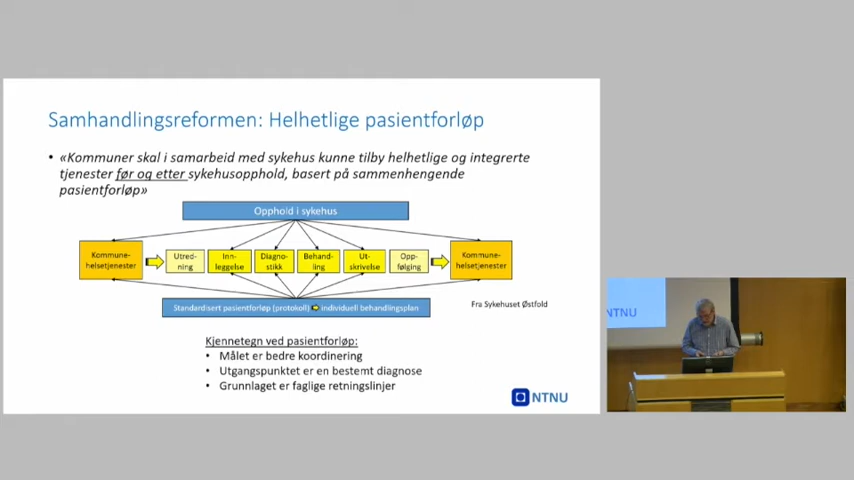 Samhandlingsreformen: Helhetlige pasientforløp
• «Kommuner skal i samarbeid med sykehus kunne tilby helhetlige og integrerte
tjenester før og etter sykehusopphold, basert på sammenhengende
pasientforløp»
Opphold i sykehus
Kommune-
helsetjenester
Utred-
ning
Inn-
leggelse
Diagno-
stikk
Behand-
ling
Ut-
skrivelse
Opp-
følging
Kommune-
helsetjenester
Standardisert pasientforløp (protokoll) individuell behandlingsplan
Fra Sykehuset Østfold
Kjennetegn ved pasientforløp:
• Målet er bedre koordinering
• Utgangspunktet er en bestemt diagnose
• Grunnlaget er faglige retningslinjer
NTNU
NTNU